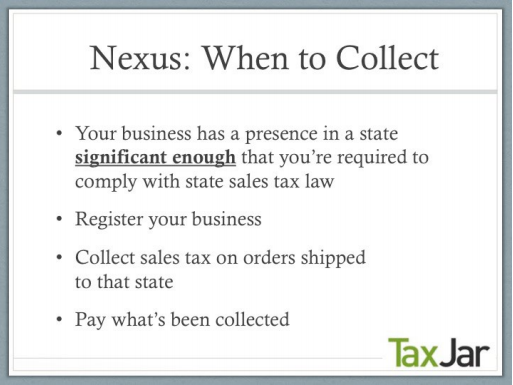 Nexus: When to Collect
• Your business has a presence in a state
significant enough that you're required to
comply with state sales tax law
• Register your business
• Collect sales tax on orders shipped
to that state
• Pay what's been collected
TaxJar